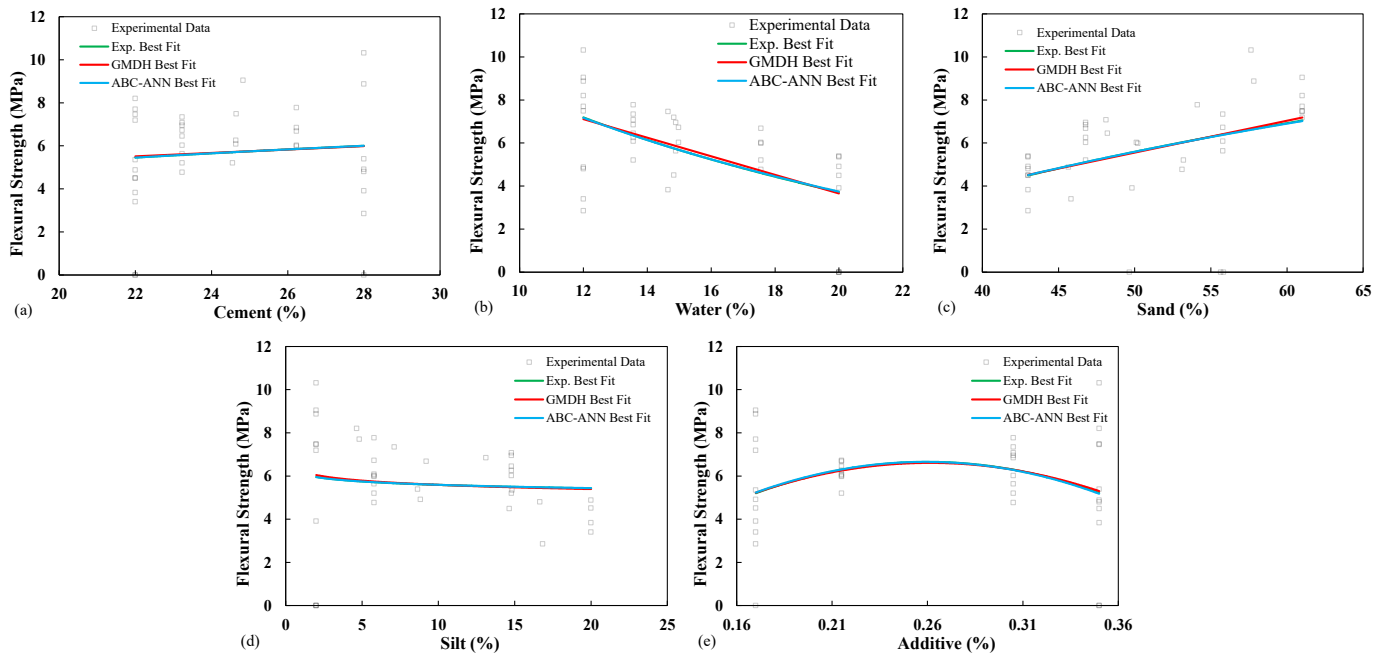 12
10
8
6
4
2
0
Flexural Strength (MPa)
Experimental Data
Exp. Best Fit
GMDH Best Fit
ABC-ANN Best Fit
20 22 24 26 28 30
(a)
Cement (%)
12
10
8
6
4
2
0
Flexural Strength (MPa)
Experimental Data
Exp. Best Fit
GMDH Best Fit
ABC-ANN Best Fit
10 12 14 16 18 20 22
(b)
Water (%)
12
10
8
6
4
2
0
Flexural Strength (MPa)
Experimental Data
Exp. Best Fit
GMDH Best Fit
ABC-ANN Best Fit
40 45 50 55 60 65
(c)
Sand (%)
12
10
8
6
4
2
0
Flexural Strength (MPa)
Experimental Data
Exp. Best Fit
GMDH Best Fit
ABC-ANN Best Fit
0 5 10 15 20 25
(d)
Silt (%)
12
10
8
6
4
2
0
Flexural Strength (MPa)
Experimental Data
Exp. Best Fit
GMDH Best Fit
ABC-ANN Best Fit
0.16 0.21 0.26 0.31 0.36
(e)
Additive (%)